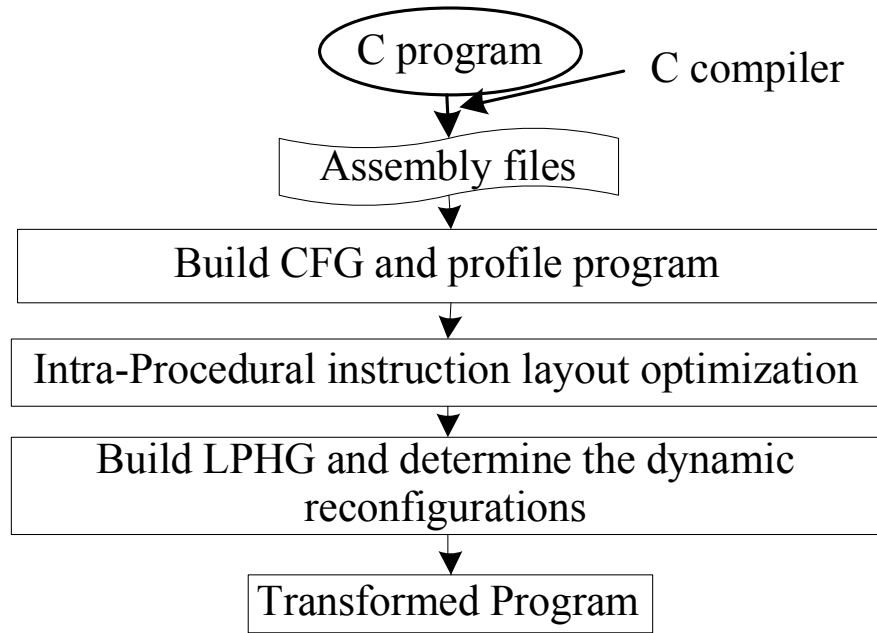 C program
C compiler
Assembly files
Build CFG and profile program
Intra-Procedural instruction layout optimization
Build LPHG and determine the dynamic
reconfigurations
Transformed Program